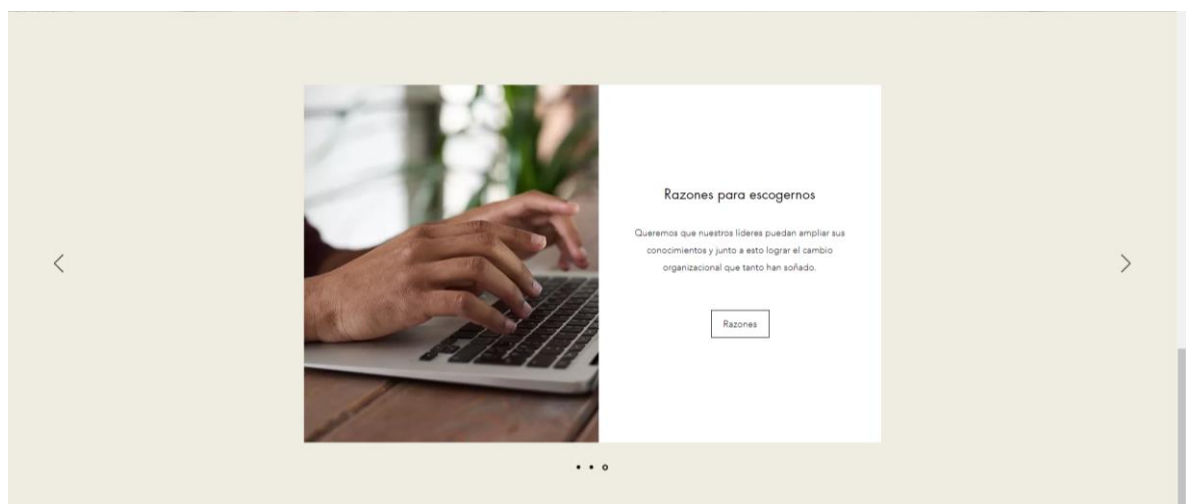 Razones para escogernos
Queremos que nuestros líderes puedan ampliar sus
conocimientos y junto a esto lograr el cambio
organizacional que tanto han soñado.
Razones